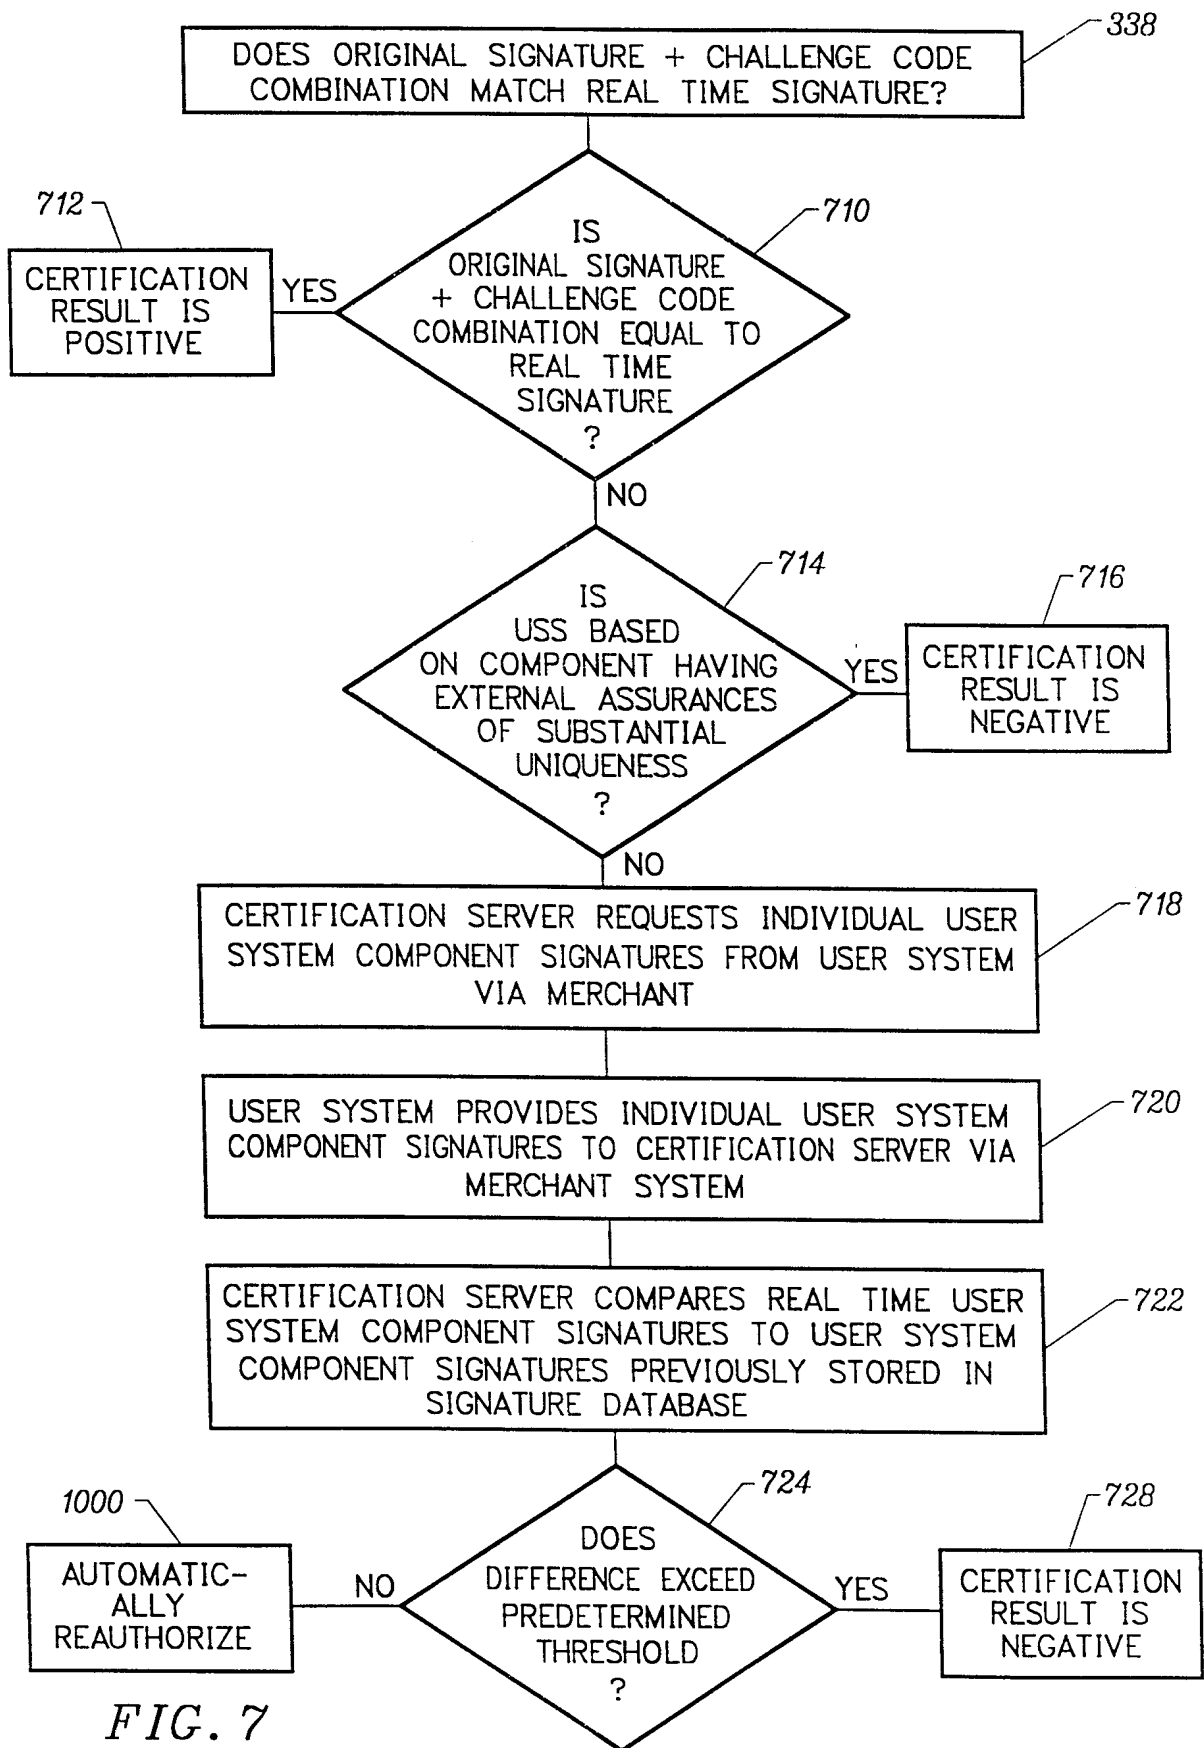 338
DOES ORIGINAL SIGNATURE + CHALLENGE CODE
COMBINATION MATCH REAL TIME SIGNATURE?
712
710
CERTIFICATION
RESULT IS
POSITIVE
YES
IS
ORIGINAL SIGNATURE
+ CHALLENGE CODE
COMBINATION EQUAL TO
REAL TIME
SIGNATURE
?
NO
714
716
IS
USS BASED
ON COMPONENT HAVING
EXTERNAL ASSURANCES
OF SUBSTANTIAL
UNIQUENESS
?
YES
CERTIFICATION
RESULT IS
NEGATIVE
NO
718
CERTIFICATION SERVER REQUESTS INDIVIDUAL USER
SYSTEM COMPONENT SIGNATURES FROM USER SYSTEM
VIA MERCHANT
720
USER SYSTEM PROVIDES INDIVIDUAL USER SYSTEM
COMPONENT SIGNATURES TO CERTIFICATION SERVER VIA
MERCHANT SYSTEM
722
CERTIFICATION SERVER COMPARES REAL TIME USER
SYSTEM COMPONENT SIGNATURES TO USER SYSTEM
COMPONENT SIGNATURES PREVIOUSLY STORED IN
SIGNATURE DATABASE
1000
724
728
AUTOMATIC-
ALLY
REAUTHORIZE
NO
DOES
DIFFERENCE EXCEED
PREDETERMINED
THRESHOLD
?
YES
CERTIFICATION
RESULT IS
NEGATIVE
FIG. 7